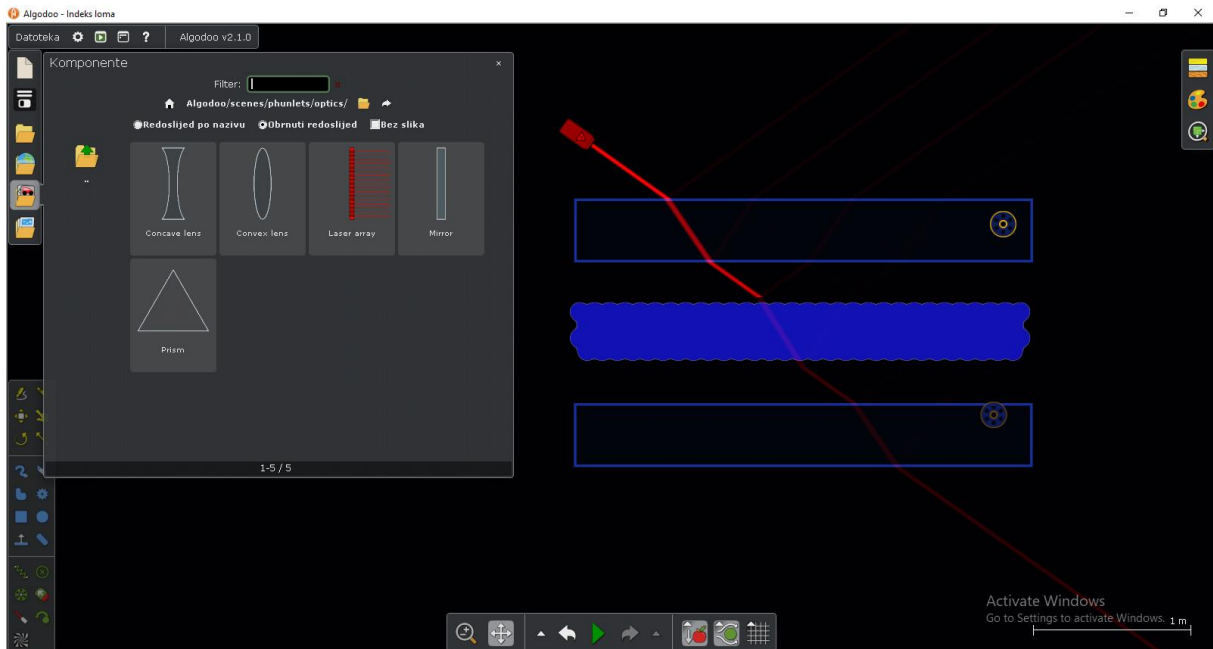 Algodoo - Indeks loma
Datoteka ? Algodoo v2.1.0
Komponente
Filter:
Algodoo/scenes/phunlets/optics/
Redoslijed po nazivu Obrnuti redoslijed Bez slika
..
Concave lens Convex lens Laser array Mirror
Prism
1-5 / 5
Activate Windows
Go to Settings to activate Windows.
1 m